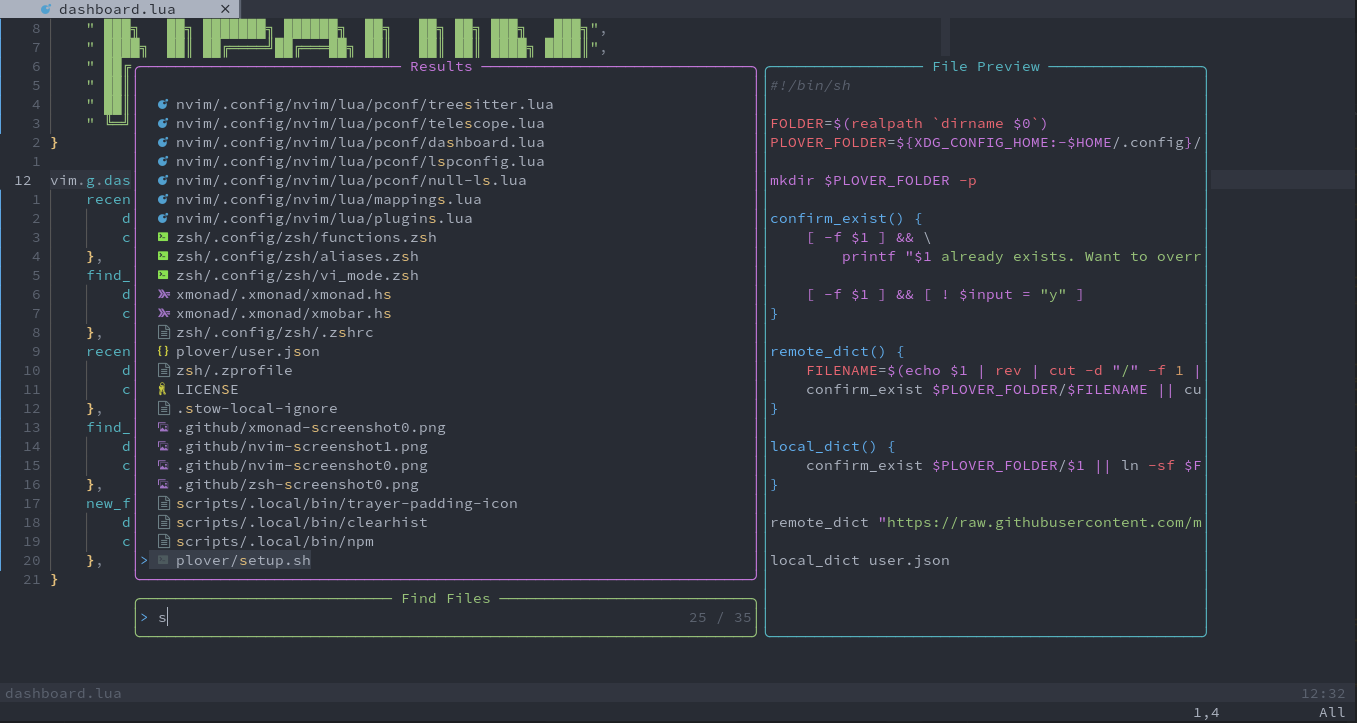 dashboard.lua ×
8 " ",
7 " ",
6 "
5 "
4 "
3 "
2 }
1
12 vim.g.das
1 recen
2 d
3 c
4 },
5 find_
6 d
7 c
8 },
9 recen
10 d
11 c
12 },
13 find_
14 d
15 c
16 },
17 new_f
18 d
19 c
20 },
21 }
Results
nvim/.config/nvim/lua/pconf/treesitter.lua
nvim/.config/nvim/lua/pconf/telescope.lua
nvim/.config/nvim/lua/pconf/dashboard.lua
nvim/.config/nvim/lua/pconf/lspconfig.lua
nvim/.config/nvim/lua/pconf/null-ls.lua
nvim/.config/nvim/lua/mappings.lua
nvim/.config/nvim/lua/plugins.lua
zsh/.config/zsh/functions.zsh
zsh/.config/zsh/aliases.zsh
zsh/.config/zsh/vi_mode.zsh
xmonad/.xmonad/xmonad.hs
xmonad/.xmonad/xmobar.hs
zsh/.config/zsh/.zshrc
{} plover/user.json
zsh/.zprofile
LICENSE
.stow-local-ignore
.github/xmonad-screenshot0.png
.github/nvim-screenshot1.png
.github/nvim-screenshot0.png
.github/zsh-screenshot0.png
scripts/.local/bin/trayer-padding-icon
scripts/.local/bin/clearhist
scripts/.local/bin/npm
> plover/setup.sh
Find Files
> s 25 / 35
File Preview
#!/bin/sh
FOLDER=$(realpath `dirname $0`)
PLOVER_FOLDER=${XDG_CONFIG_HOME:-$HOME/.config}/
mkdir $PLOVER_FOLDER -p
confirm_exist() {
[ -f $1 ] && \
printf "$1 already exists. Want to overr
[ -f $1 ] && [ ! $input = "y" ]
}
remote_dict() {
FILENAME=$(echo $1 | rev | cut -d "/" -f 1 |
confirm_exist $PLOVER_FOLDER/$FILENAME || cu
}
local_dict() {
confirm_exist $PLOVER_FOLDER/$1 || ln -sf $F
}
remote_dict "https://raw.githubusercontent.com/m
local_dict user.json
dashboard.lua 12:32
1,4 All